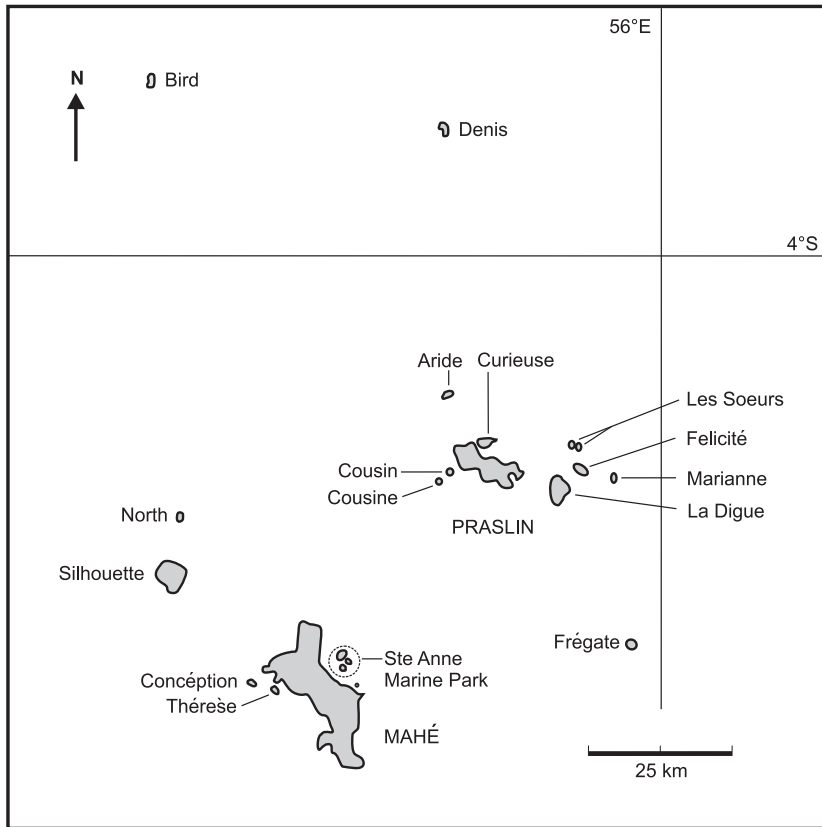 56°E
N
Bird
Denis
4°S
Aride
Curieuse
Les Soeurs
Felicité
Cousin
Marianne
Cousine
La Digue
North
PRASLIN
Silhouette
Frégate
Ste Anne
Marine Park
Concéption
Thérèse
MAHÉ
25 km